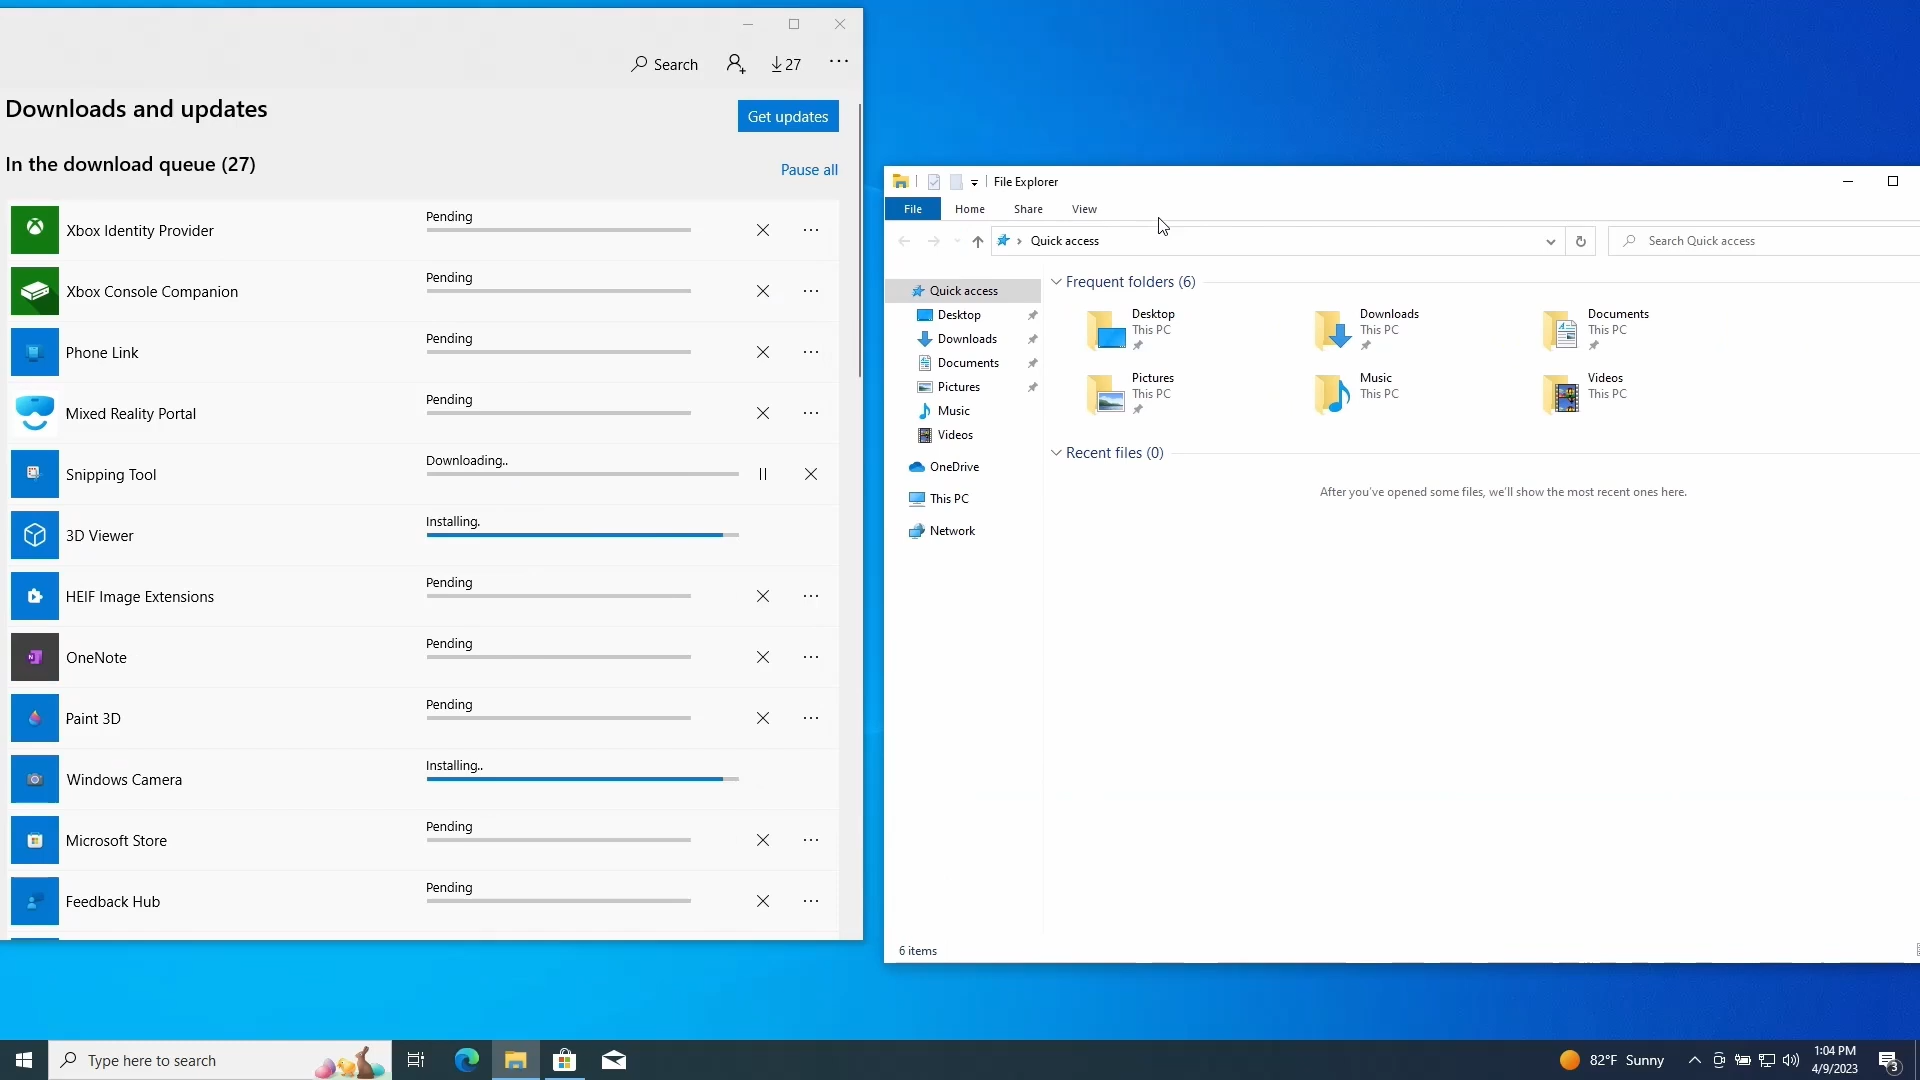 Search
27
Downloads and updates
Get updates
In the download queue (27)
Pause all
Xbox Identity Provider
Pending
Xbox Console Companion
Pending
Phone Link
Pending
Mixed Reality Portal
Pending
Snipping Tool
Downloading..
3D Viewer
Installing.
HEIF Image Extensions
Pending
OneNote
Pending
Paint 3D
Pending
Windows Camera
Installing..
Microsoft Store
Pending
Feedback Hub
Pending
File Explorer
File Home Share View
Quick access
Search Quick access
Quick access
Desktop
Downloads
Documents
Pictures
Music
Videos
OneDrive
This PC
Network
Frequent folders (6)
Desktop
This PC
Downloads
This PC
Documents
This PC
Pictures
This PC
Music
This PC
Videos
This PC
Recent files (0)
After you've opened some files, we'll show the most recent ones here.
6 items
Type here to search
82°F Sunny
1:04 PM
4/9/2023
3